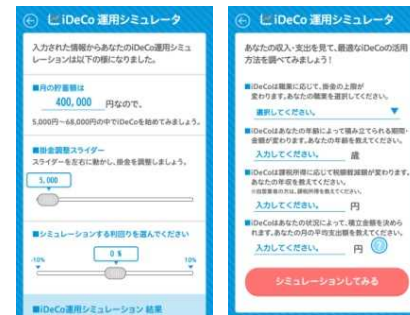 iDeCo 運用シミュレータ
入力された情報からあなたのiDeCo運用シミュ
レーションは以下の様になりました。
■月の貯蓄額は
400,000 円なので、
5,000円～68,000円の中でiDeCoを始めてみましょう。
■掛金調整スライダー
スライダーを左右に動かし、掛金を調整しましょう。
5,000
■シミュレーションする利回りを選んでください
0 %
-10%
10%
■iDeCo運用シミュレーション 結果
iDeCo 運用シミュレータ
あなたの収入・支出を見て、最適なiDeCoの活用
方法を調べてみましょう!
■iDeCoは職業に応じて、掛金の上限が
変わります。あなたの職業を選択してください。
選択してください。
■iDeCoはあなたの年齢によって積み立てられる期間・
金額が変わります。あなたの年齢を教えてください。
入力してください。 歳
■iDeCoは課税所得に応じて税額軽減額が変わります。
あなたの年収を教えてください。
※自営業者の方は、課税所得を教えてください。
入力してください。 円
■iDeCoはあなたの状況によって、積立金額を決めら
れます。あなたの月の平均支出額を教えてください。
入力してください。 円 ?
シミュレーションしてみる